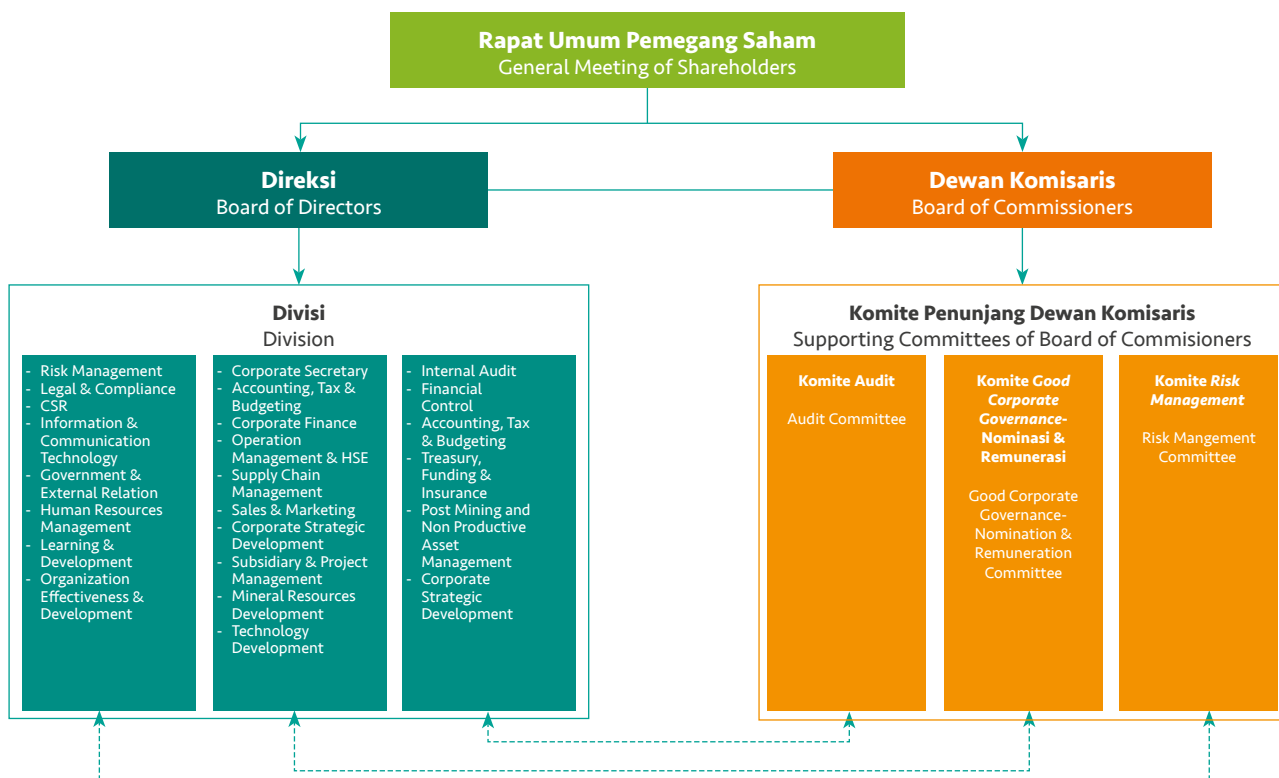 Rapat Umum Pemegang Saham
General Meeting of Shareholders
Direksi
Board of Directors
Dewan Komisaris
Board of Commissioners
Divisi
Division
- Risk Management
- Legal & Compliance
- CSR
- Information &
Communication
Technology
- Government &
External Relation
- Human Resources
Management
- Learning &
Development
- Organization
Effectiveness &
Development
- Corporate Secretary
- Accounting, Tax &
Budgeting
- Corporate Finance
- Operation
Management & HSE
- Supply Chain
Management
- Sales & Marketing
- Corporate Strategic
Development
- Subsidiary & Project
Management
- Mineral Resources
Development
- Technology
Development
- Internal Audit
- Financial
Control
- Accounting, Tax
& Budgeting
- Treasury,
Funding &
Insurance
- Post Mining and
Non Productive
Asset
Management
- Corporate
Strategic
Development
Komite Penunjang Dewan Komisaris
Supporting Committees of Board of Commisioners
Komite Audit
Audit Committee
Komite Good
Corporate
Governance-
Nominasi &
Remunerasi
Good Corporate
Governance-
Nomination &
Remuneration
Committee
Komite Risk
Management
Risk Mangement
Committee